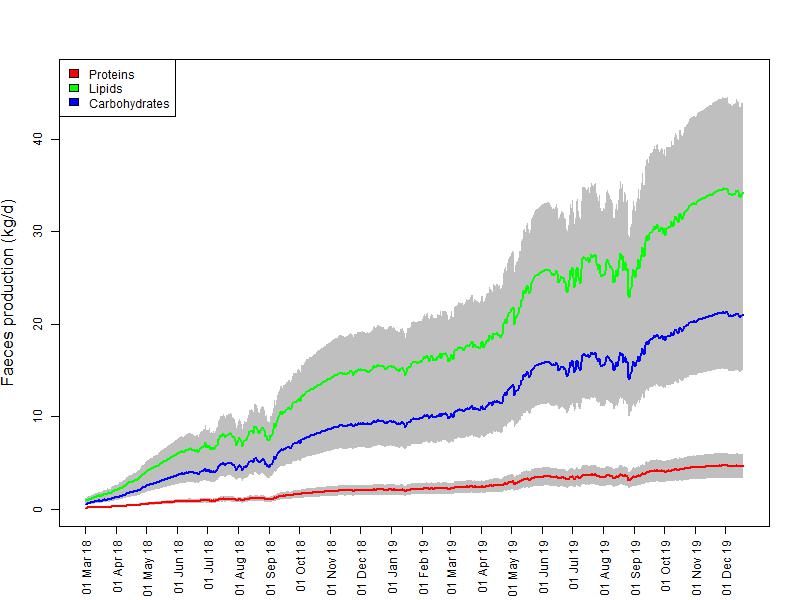 Proteins
Lipids
Carbohydrates
Faeces production (kg/d)
40
30
20
10
0
01 Mar 18
01 Apr 18
01 May 18
01 Jun 18
01 Jul 18
01 Aug 18
01 Sep 18
01 Oct 18
01 Nov 18
01 Dec 18
01 Jan 19
01 Feb 19
01 Mar 19
01 Apr 19
01 May 19
01 Jun 19
01 Jul 19
01 Aug 19
01 Sep 19
01 Oct 19
01 Nov 19
01 Dec 19